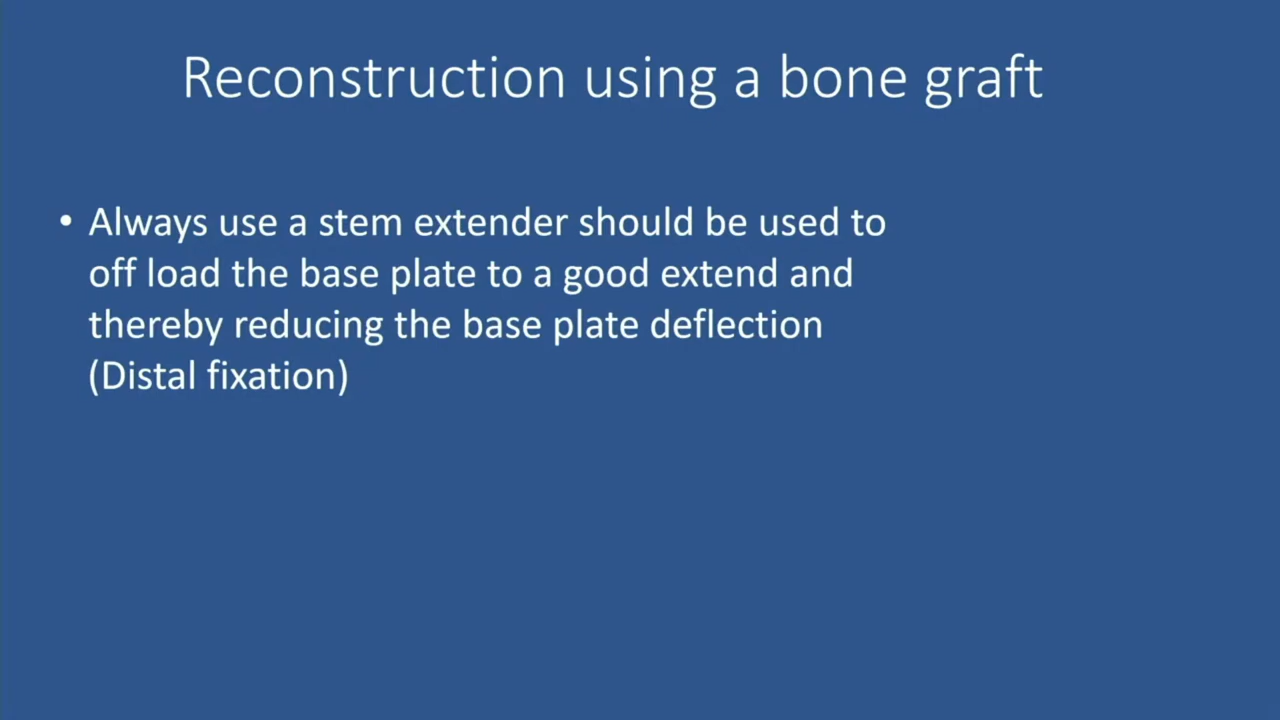 Reconstruction using a bone graft
• Always use a stem extender should be used to
off load the base plate to a good extend and
thereby reducing the base plate deflection
(Distal fixation)